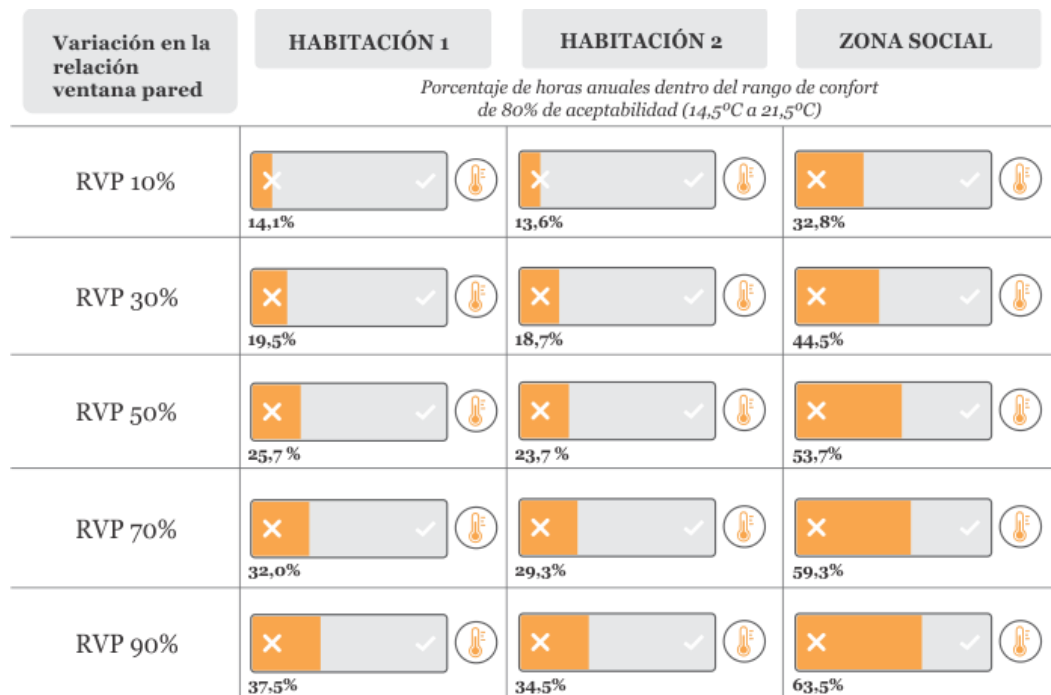 Variación en la
relación
ventana pared
HABITACIÓN 1
HABITACIÓN 2
ZONA SOCIAL
Porcentaje de horas anuales dentro del rango de confort
de 80% de aceptabilidad (14,5ºC a 21,5ºC)
RVP 10%
14,1%
13,6%
32,8%
RVP 30%
19,5%
18,7%
44,5%
RVP 50%
25,7 %
23,7 %
53,7%
RVP 70%
32,0%
29,3%
59,3%
RVP 90%
37,5%
34,5%
63,5%